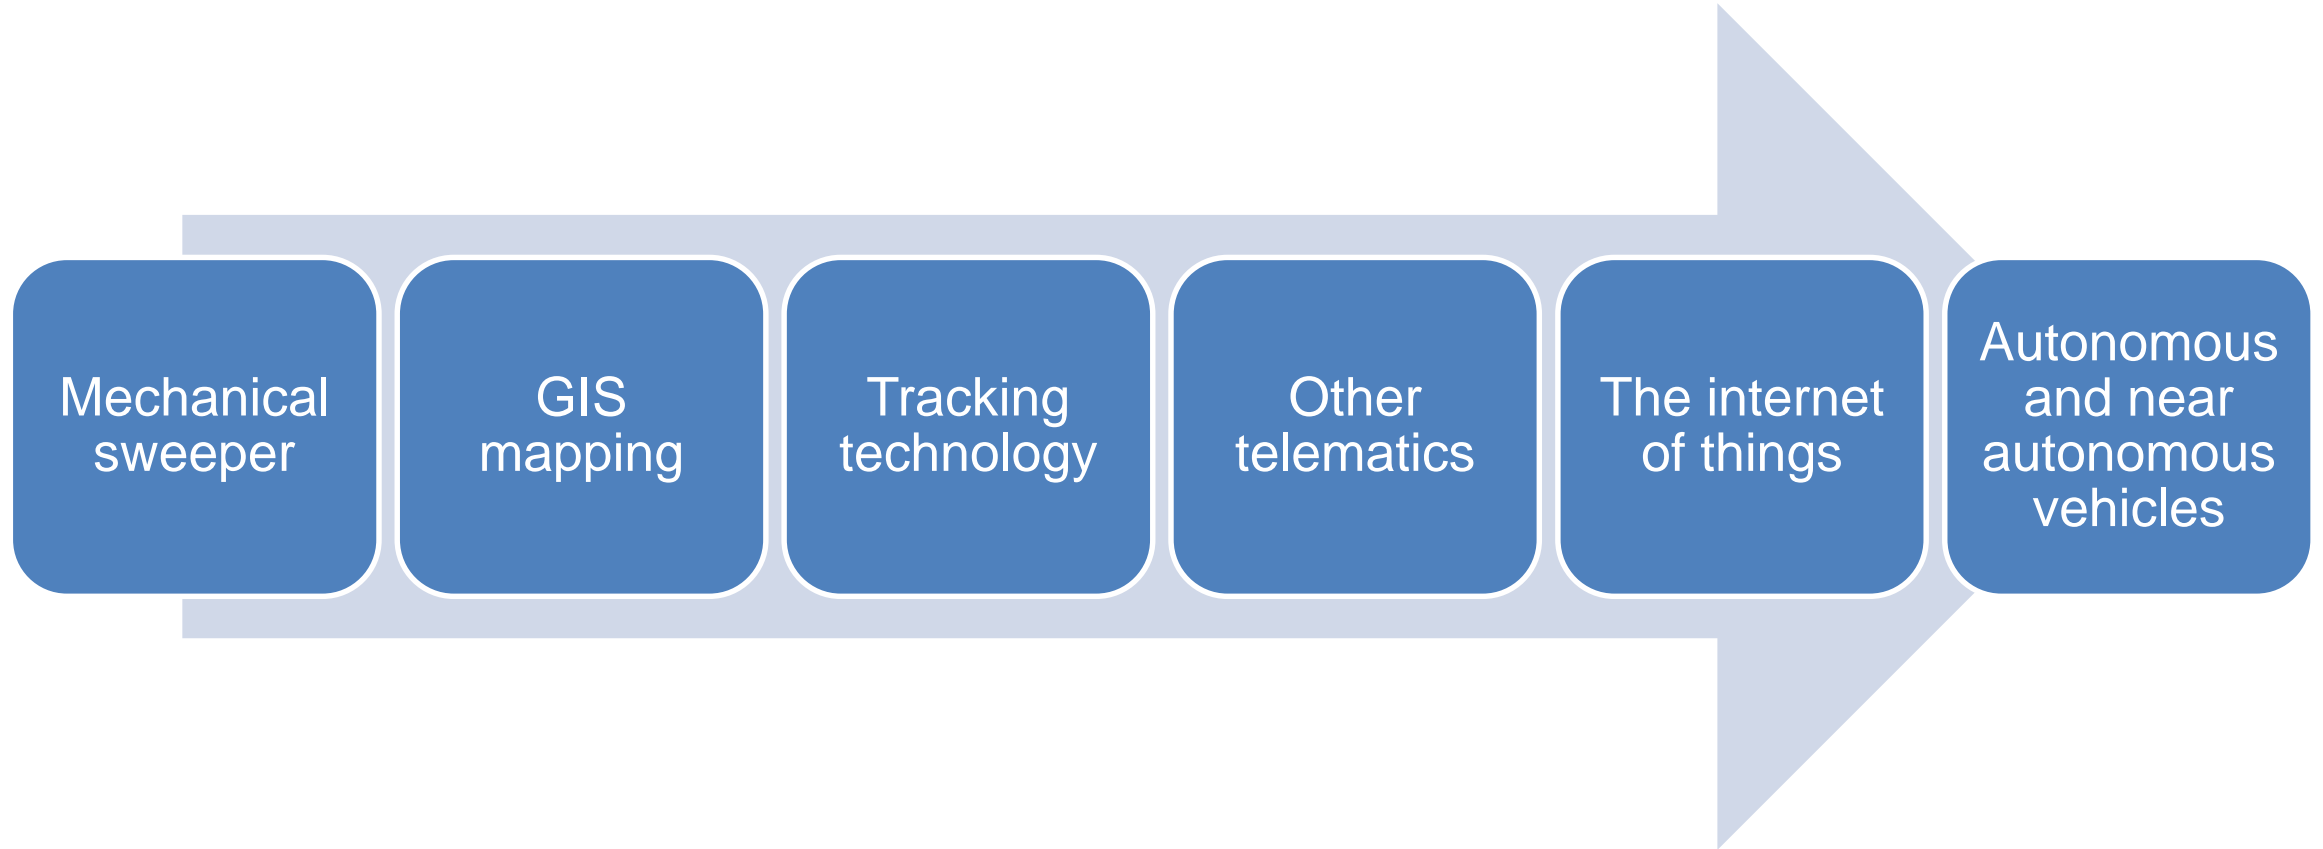 Mechanical
sweeper
GIS
mapping
Tracking
technology
Other
telematics
The internet
of things
Autonomous
and near
autonomous
vehicles